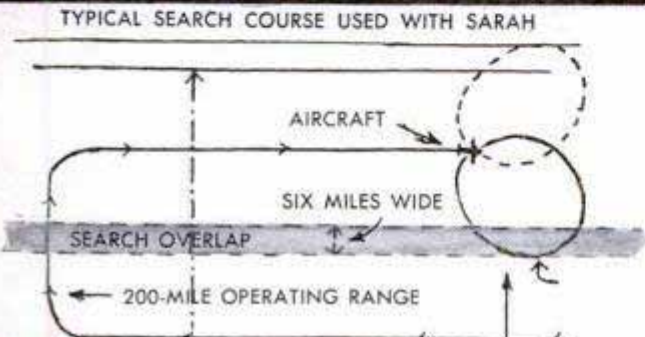 TYPICAL SEARCH COURSE USED WITH SARAH
AIRCRAFT
SIX MILES WIDE
SEARCH OVERLAP
200-MILE OPERATING RANGE